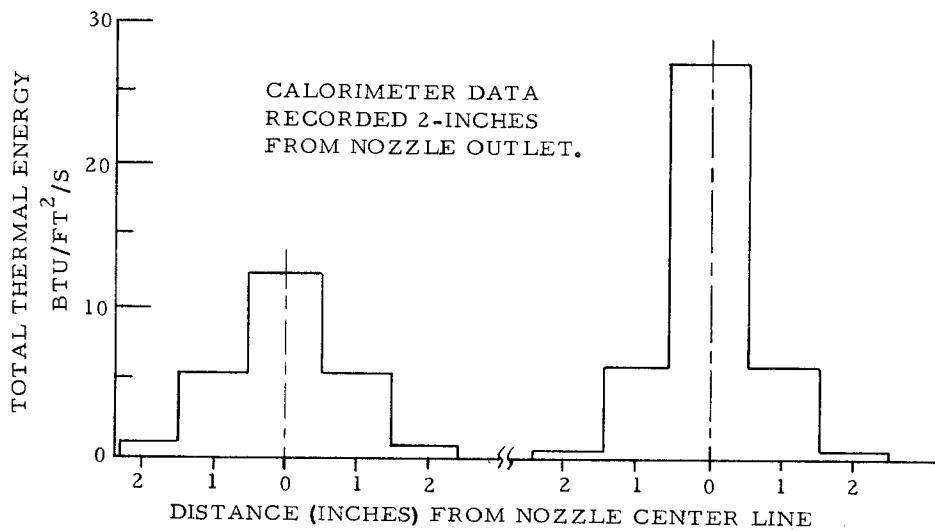 30
20
10
0
TOTAL THERMAL ENERGY
BTU/FT²/S
CALORIMETER DATA
RECORDED 2-INCHES
FROM NOZZLE OUTLET.
2 1 0 1 2 2 1 0 1 2
DISTANCE (INCHES) FROM NOZZLE CENTER LINE